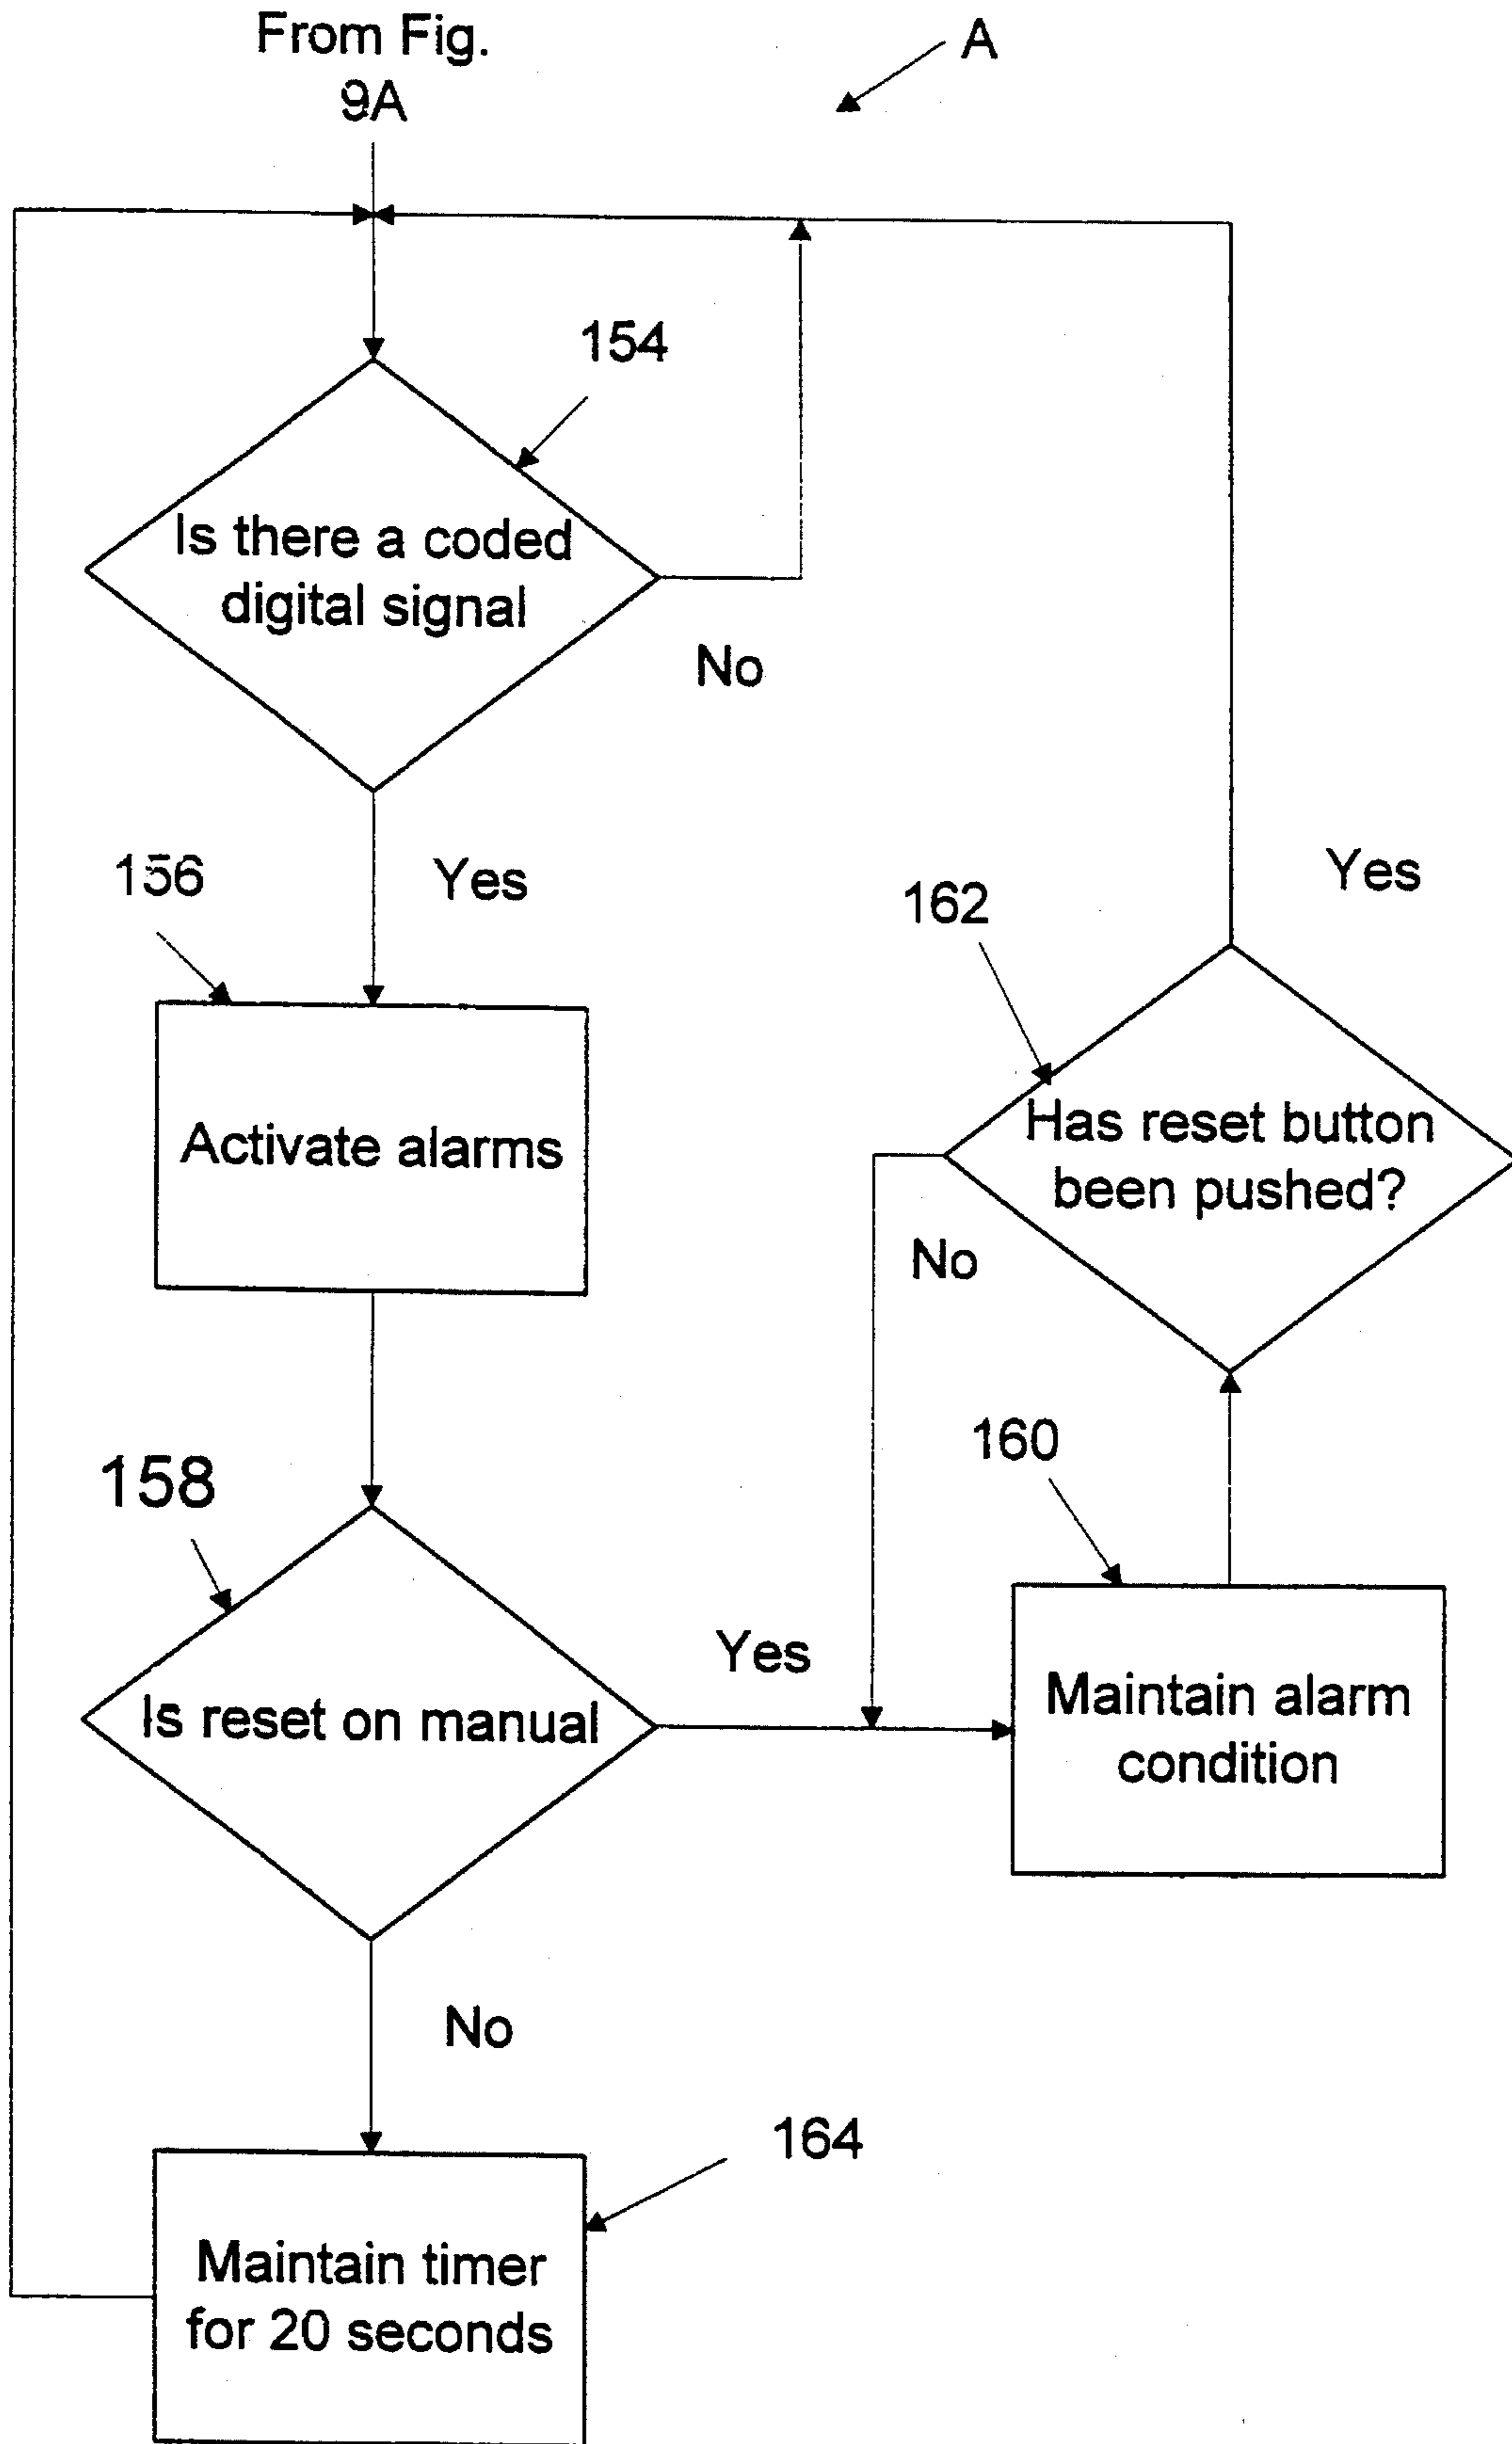 From Fig.
9A
A
154
Is there a coded
digital signal
No
156
Yes
Activate alarms
162
Yes
Has reset button
been pushed?
No
158
Is reset on manual
Yes
160
Maintain alarm
condition
No
164
Maintain timer
for 20 seconds